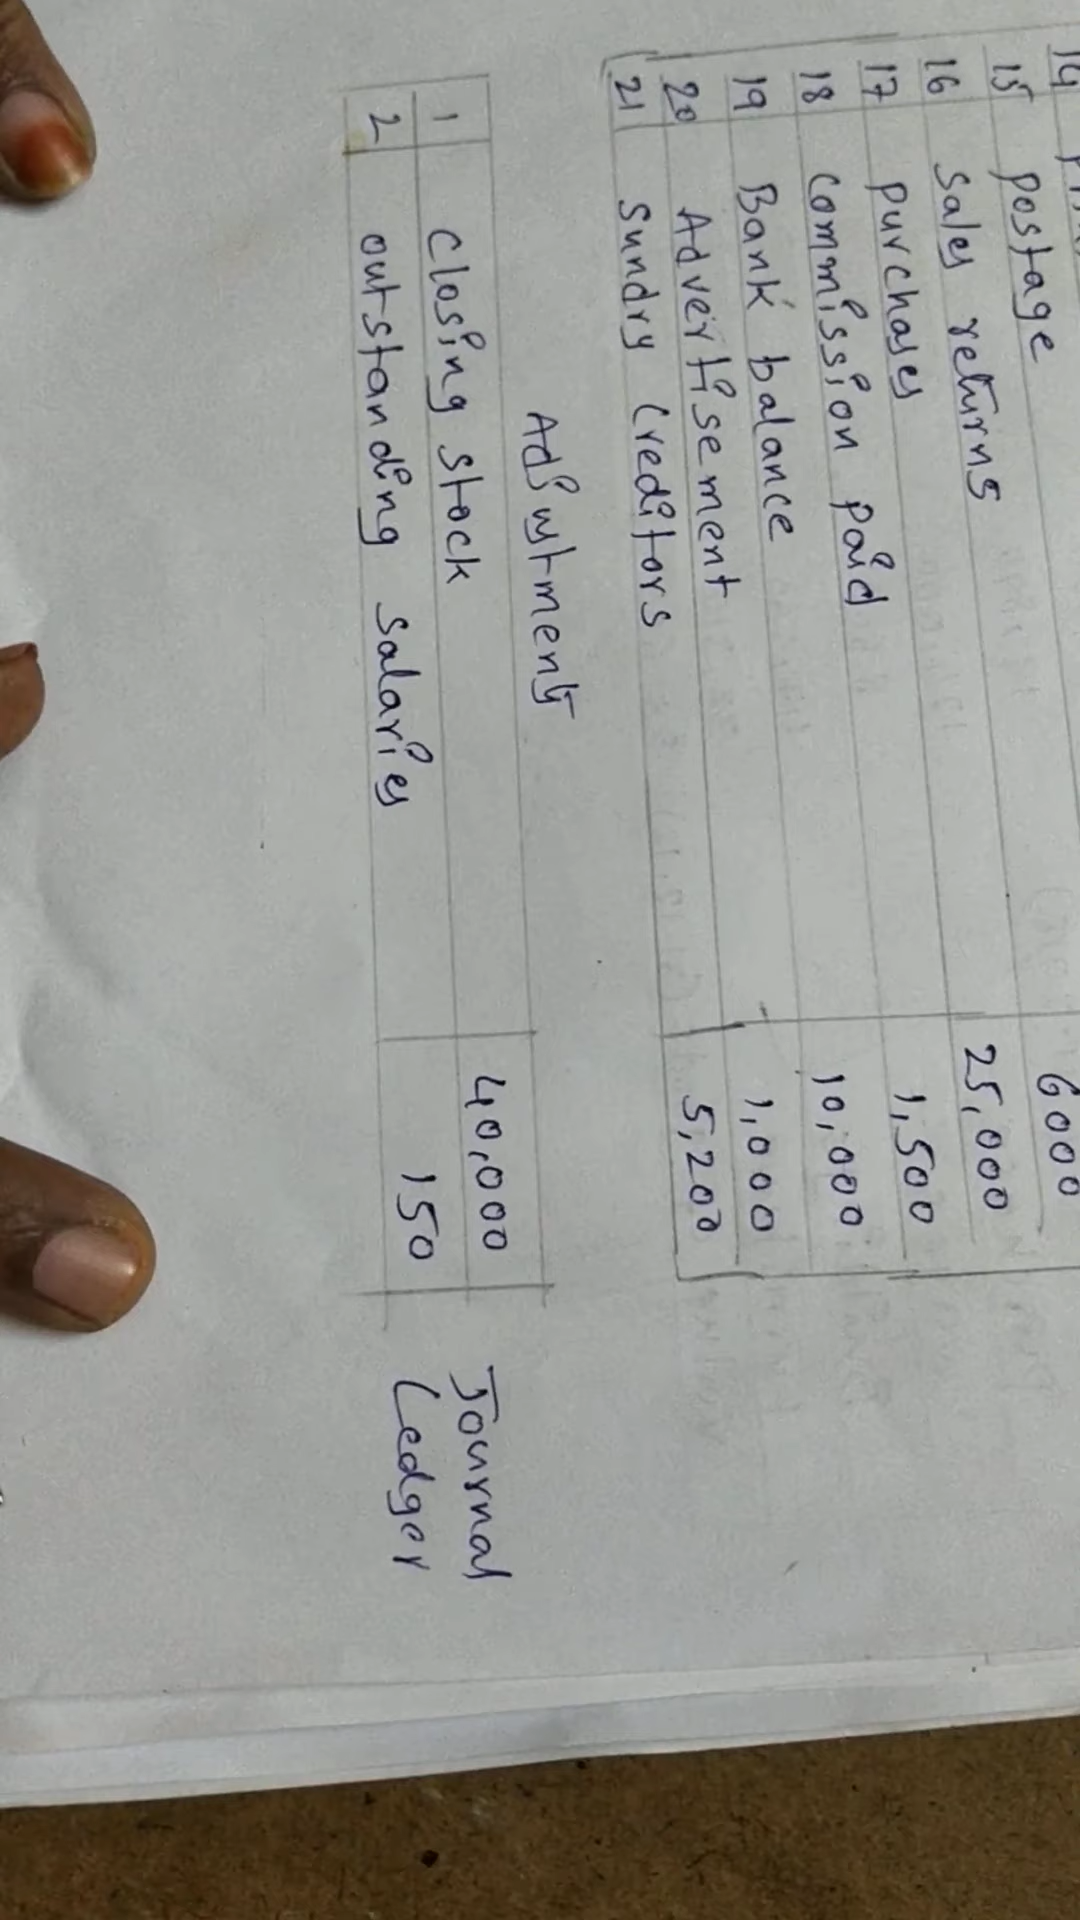 14
15 postage
16 sales returns 6000
17 purchases 25,000
18 commission paid 1,500
19 Bank balance 10,000
20 Advertisement 1,000
21 sundry creditors 5,200
Adjustments
1 closing stock 40,000 Journal
2 outstanding salaries 150 Ledger